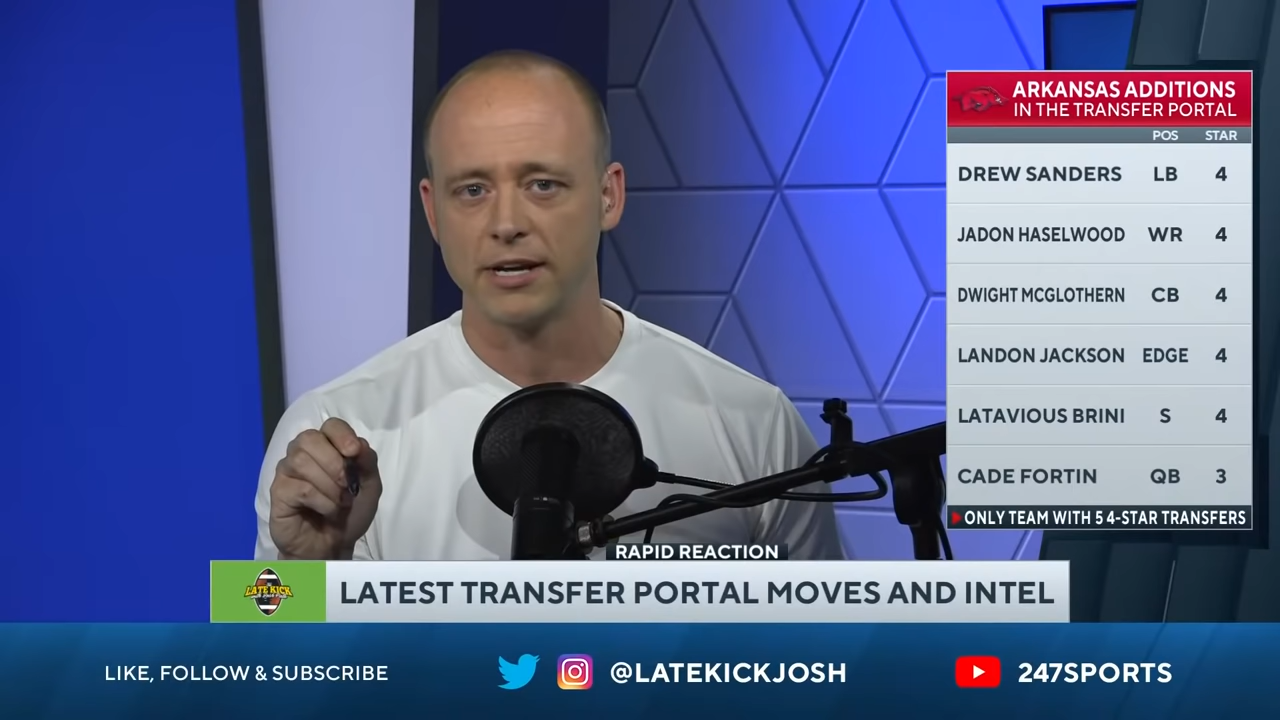 ARKANSAS ADDITIONS
IN THE TRANSFER PORTAL
POS STAR
DREW SANDERS LB 4
JADON HASELWOOD WR 4
DWIGHT MCGLOTHERN CB 4
LANDON JACKSON EDGE 4
LATAVIOUS BRINI S 4
CADE FORTIN QB 3
ONLY TEAM WITH 5 4-STAR TRANSFERS
RAPID REACTION
LATE KICK
LATEST TRANSFER PORTAL MOVES AND INTEL
LIKE, FOLLOW & SUBSCRIBE @LATEKICKJOSH 247SPORTS